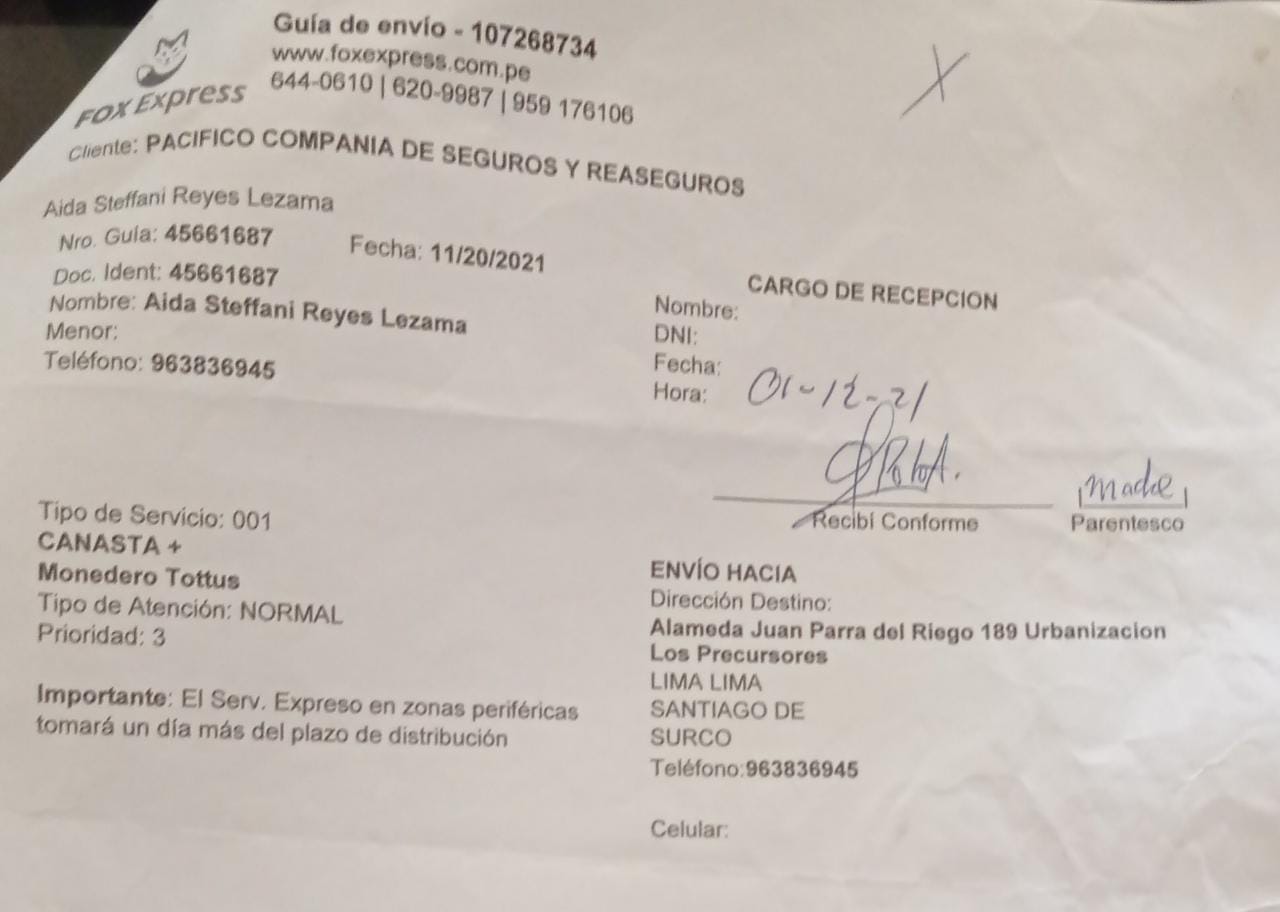 Guía de envío - 107268734
www.foxexpress.com.pe
644-0610 | 620-9987 | 959 176106
FOX Express
X
Cliente: PACIFICO COMPANIA DE SEGUROS Y REASEGUROS
Aida Steffani Reyes Lezama
Nro. Guía: 45661687 Fecha: 11/20/2021
Doc. Ident: 45661687
Nombre: Aida Steffani Reyes Lezama
Menor:
Teléfono: 963836945
CARGO DE RECEPCION
Nombre:
DNI:
Fecha:
Hora: 01-12-21
Recibí Conforme
madre
Parentesco
Tipo de Servicio: 001
CANASTA +
Monedero Tottus
Tipo de Atención: NORMAL
Prioridad: 3
Importante: El Serv. Expreso en zonas periféricas
tomará un día más del plazo de distribución
ENVÍO HACIA
Dirección Destino:
Alameda Juan Parra del Riego 189 Urbanizacion
Los Precursores
LIMA LIMA
SANTIAGO DE
SURCO
Teléfono:963836945
Celular: